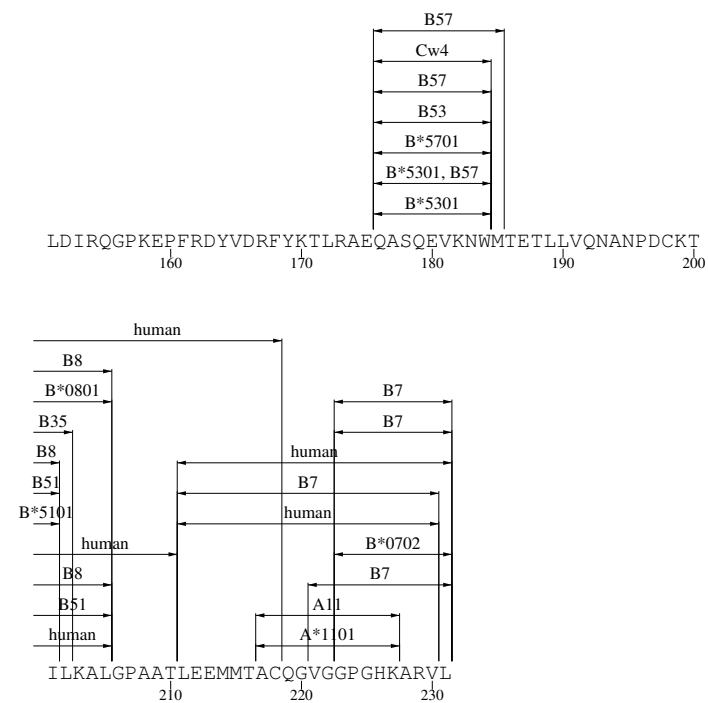 B57
Cw4
B57
B53
B*5701
B*5301, B57
B*5301
LDIRQGPKEPFRDYVDRFYKTLRAEQASQEVKNWMTETLLVQNANPDCKT
160 170 180 190 200
human
B8
B*0801 B7
B35 B7
B8 human
B51 B7
B*5101 human
human B*0702
B8 B7
B51 A11
human A*1101
ILKALGPAATLEEMMTACQGVGGPGHKARVL
210 220 230